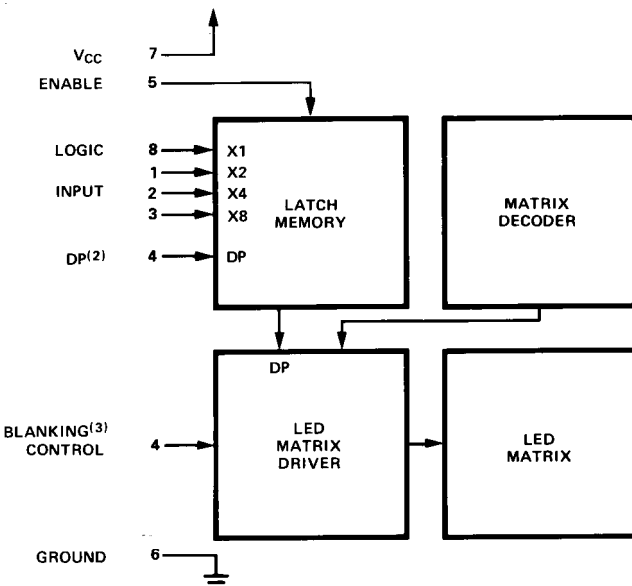 VCC 7
ENABLE 5
LOGIC 8 X1
1 X2
INPUT 2 X4
3 X8
LATCH
MEMORY
MATRIX
DECODER
DP(2) 4 DP
DP
BLANKING(3)
CONTROL 4
LED
MATRIX
DRIVER
LED
MATRIX
GROUND 6